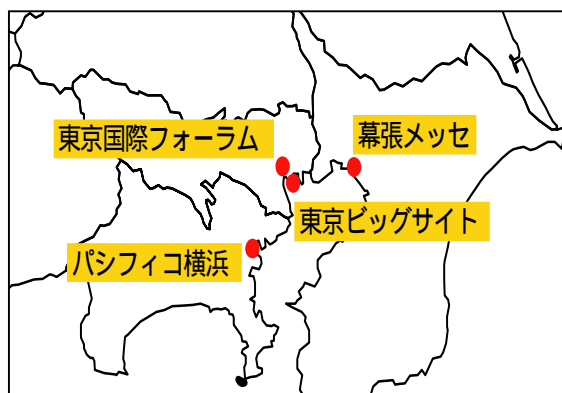 東京国際フォーラム
幕張メッセ
東京ビッグサイト
パシフィコ横浜